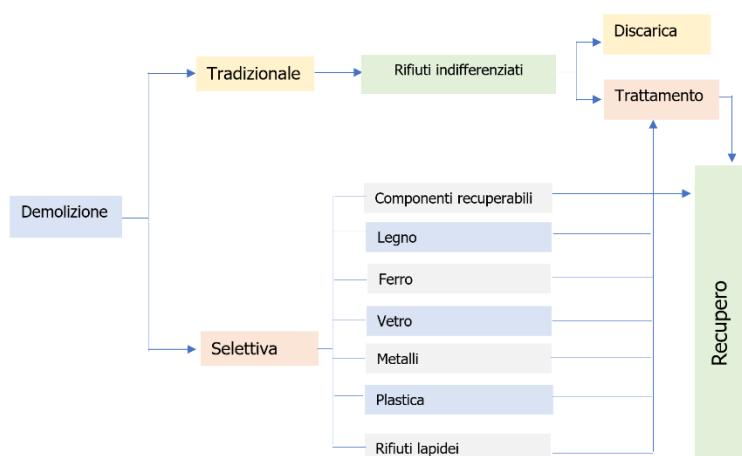 Discarica
Tradizionale
Rifiuti indifferenziati
Trattamento
Componenti recuperabili
Demolizione
Legno
Ferro
Recupero
Vetro
Selettiva
Metalli
Plastica
Rifiuti lapidei